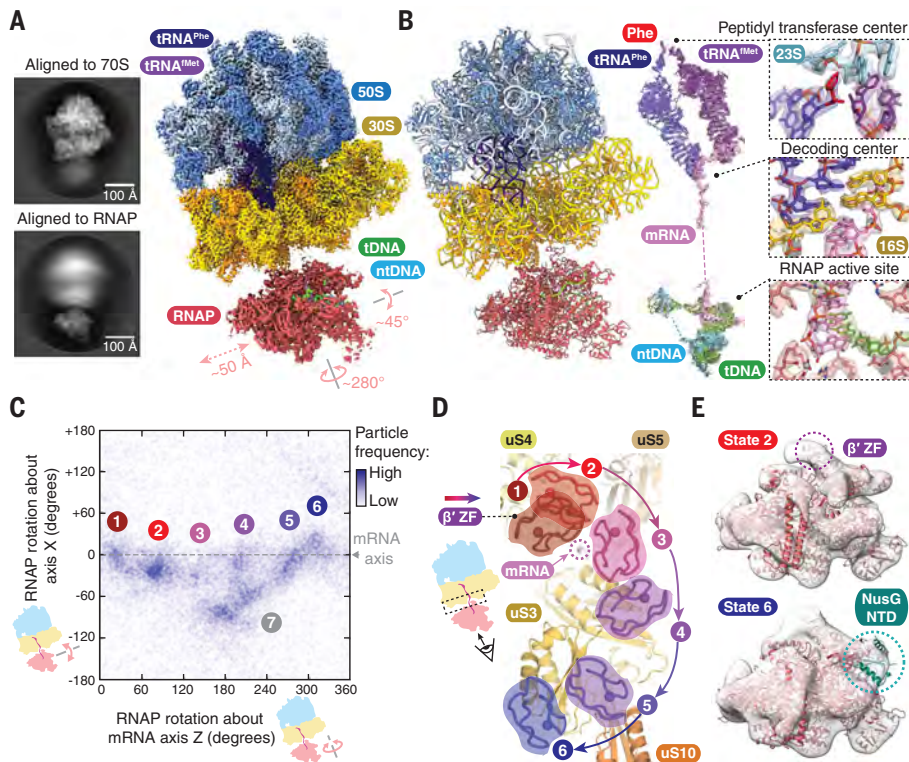 A
tRNAPhe
tRNAfMet
Aligned to 70S
50S
30S
100 Å
Aligned to RNAP
tDNA
ntDNA
RNAP
~45°
100 Å
~50 Å
~280°
B
Phe
tRNAPhe
tRNAfMet
Peptidyl transferase center
23S
Decoding center
mRNA
16S
RNAP active site
ntDNA
tDNA
C
RNAP rotation about
axis X (degrees)
+180
+120
+60
0
-60
-120
-180
Particle
frequency:
High
Low
1
2
3
4
5
6
7
mRNA
axis
0
60
120
180
240
300
360
RNAP rotation about
mRNA axis Z (degrees)
D
uS4
uS5
1
2
β′ ZF
3
mRNA
uS3
4
5
6
uS10
E
State 2
β′ ZF
State 6
NusG
NTD